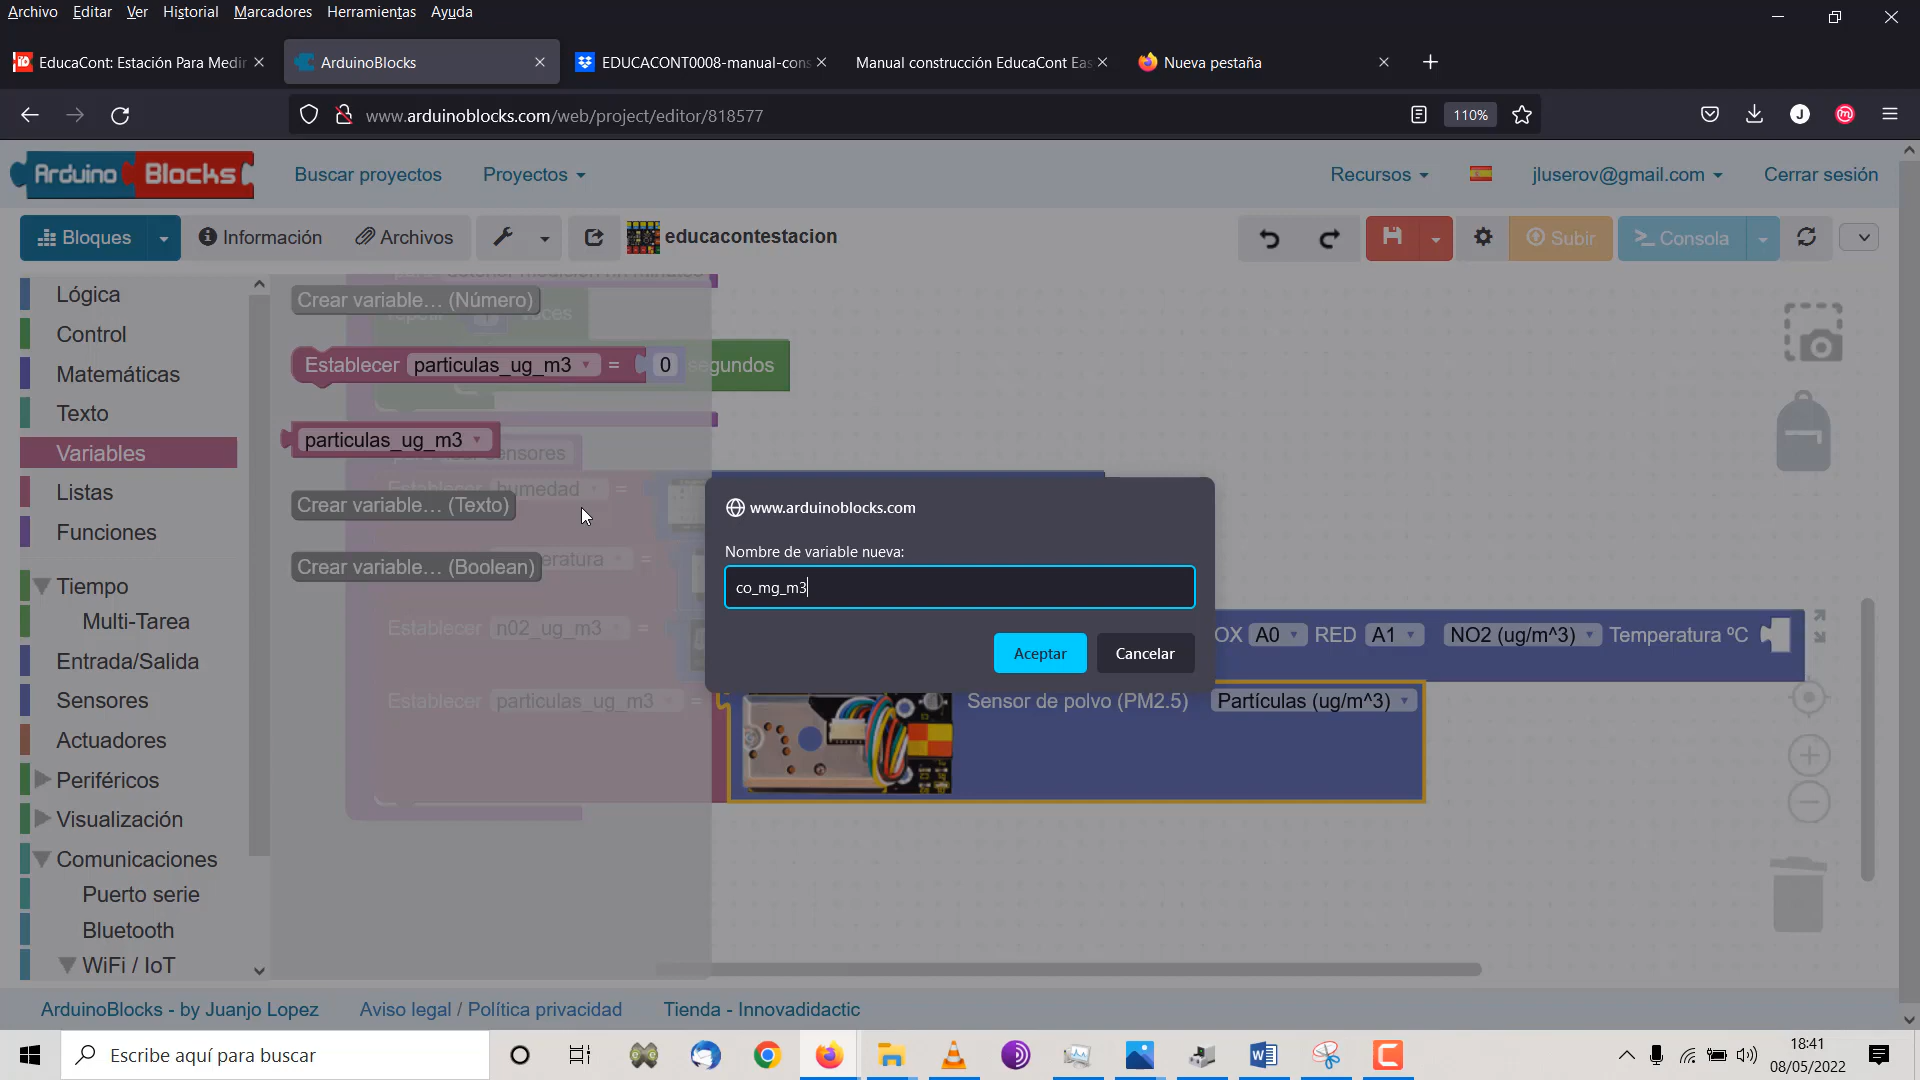 Archivo Editar Ver Historial Marcadores Herramientas Ayuda
EducaCont: Estación Para Medir
ArduinoBlocks
EDUCACONT0008-manual-cons
Manual construcción EducaCont Eas
Nueva pestaña
www.arduinoblocks.com/web/project/editor/818577
110%
J
Arduino Blocks
Buscar proyectos
Proyectos
Recursos
jluserov@gmail.com
Cerrar sesión
Bloques
Información
Archivos
educacontestacion
Subir
>_Consola
Lógica
Control
Matemáticas
Texto
Variables
Listas
Funciones
Tiempo
Multi-Tarea
Entrada/Salida
Sensores
Actuadores
Periféricos
Visualización
Comunicaciones
Puerto serie
Bluetooth
WiFi / IoT
Crear variable... (Número)
Establecer particulas_ug_m3 = 0
segundos
particulas_ug_m3
sensores
Establecer humedad =
Crear variable... (Texto)
Crear variable... (Boolean)
eratura =
Establecer n02_ug_m3 =
OX A0 RED A1 NO2 (ug/m^3) Temperatura ºC
Establecer particulas_ug_m3 =
Sensor de polvo (PM2.5) Partículas (ug/m^3)
www.arduinoblocks.com
Nombre de variable nueva:
co_mg_m3
Aceptar
Cancelar
ArduinoBlocks - by Juanjo Lopez
Aviso legal / Política privacidad
Tienda - Innovadidactic
Escribe aquí para buscar
18:41
08/05/2022